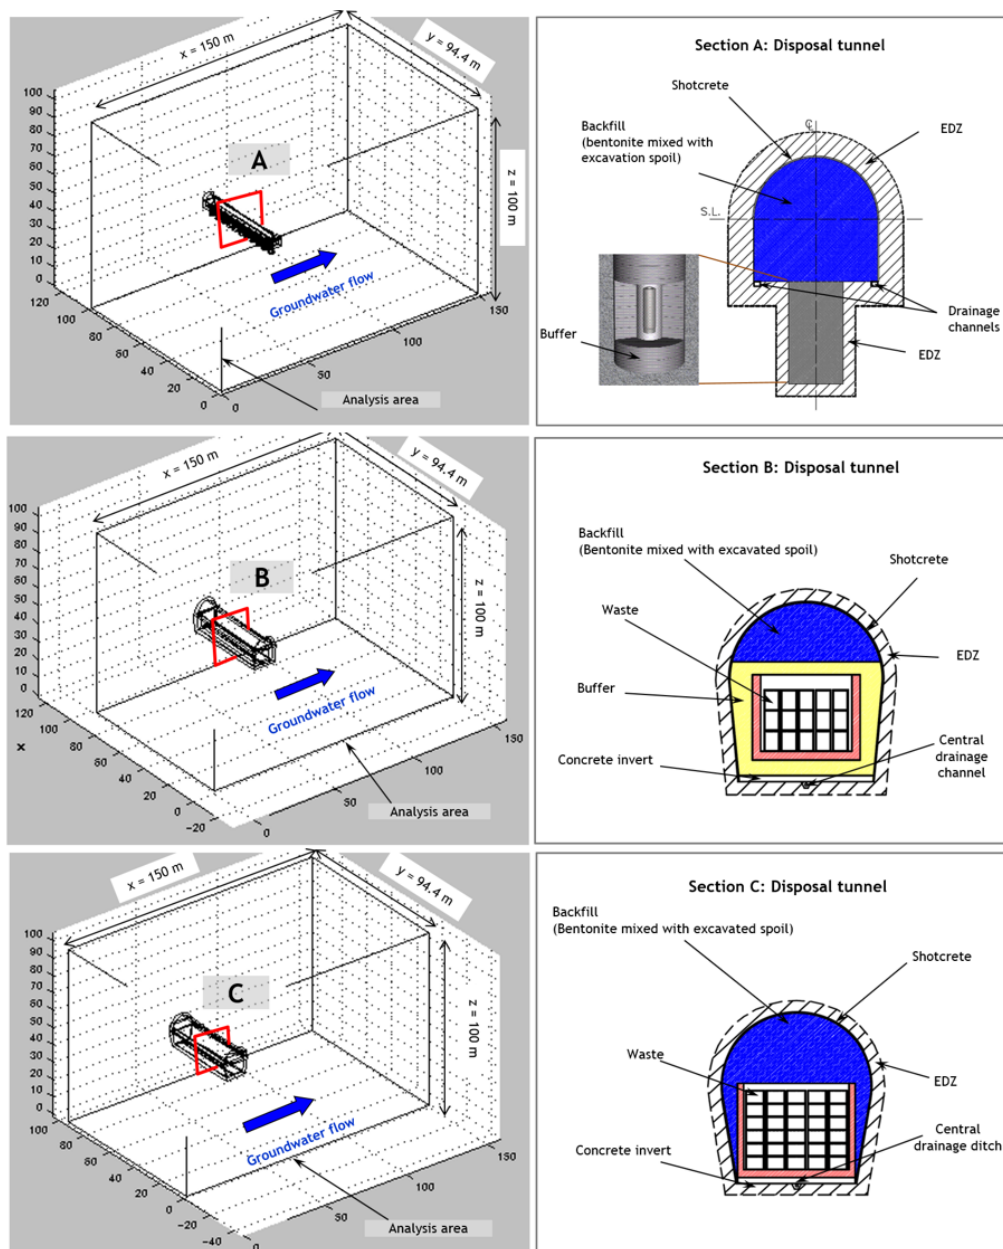 x = 150 m
y = 94.4 m
z = 100 m
100
90
80
70
60
50
40
30
20
10
0
120
100
80
60
40
20
0
0
50
100
150
A
Groundwater flow
Analysis area
Section A: Disposal tunnel
Shotcrete
EDZ
Backfill
(bentonite mixed with
excavation spoil)
S.L.
Buffer
Drainage
channels
EDZ
x = 150 m
y = 94.4 m
z = 100 m
100
90
80
70
60
50
40
30
20
10
0
120
100
80
60
40
20
0
-20
0
50
100
150
x
B
Groundwater flow
Analysis area
Section B: Disposal tunnel
Backfill
(Bentonite mixed with excavated spoil)
Shotcrete
Waste
EDZ
Buffer
Concrete invert
Central
drainage
channel
x = 150 m
y = 94.4 m
z = 100 m
100
90
80
70
60
50
40
30
20
10
0
100
80
60
40
20
0
-20
-40
0
50
100
150
C
Groundwater flow
Analysis area
Section C: Disposal tunnel
Backfill
(Bentonite mixed with excavated spoil)
Shotcrete
Waste
EDZ
Concrete invert
Central
drainage ditch